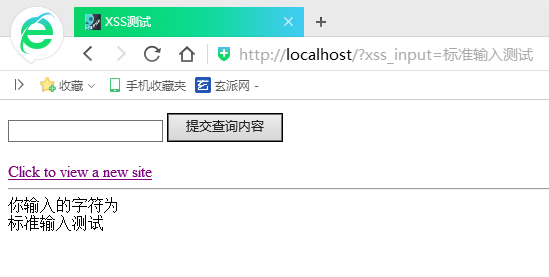 XSS测试
http://localhost/?xss_input=标准输入测试
收藏 手机收藏夹 玄派网 -
提交查询内容
Click to view a new site
你输入的字符为
标准输入测试